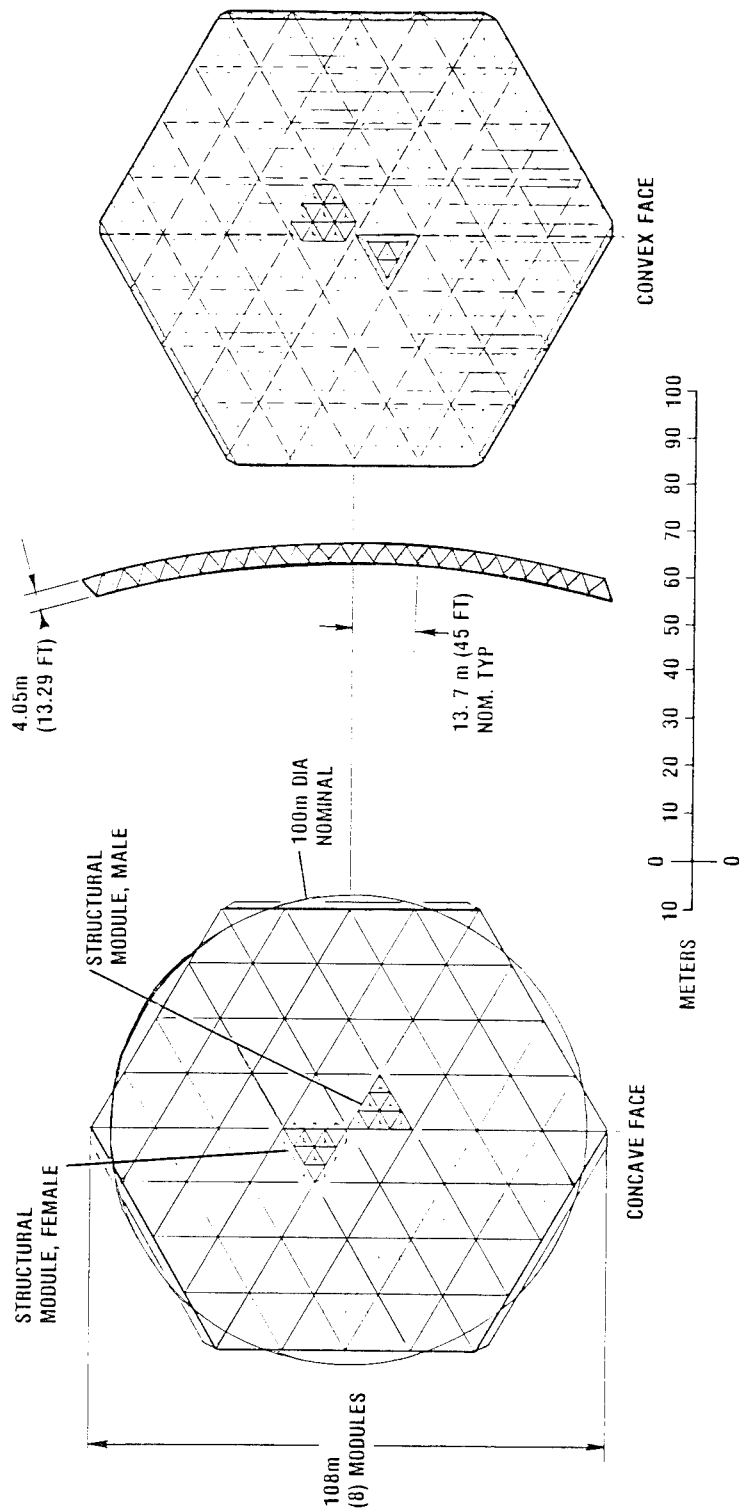 STRUCTURAL
MODULE, FEMALE
STRUCTURAL
MODULE, MALE
100m DIA
NOMINAL
108m
(8) MODULES
CONCAVE FACE
4.05m
(13.29 FT)
13.7 m (45 FT)
NOM. TYP
CONVEX FACE
10 0 10 20 30 40 50 60 70 80 90 100
METERS
0